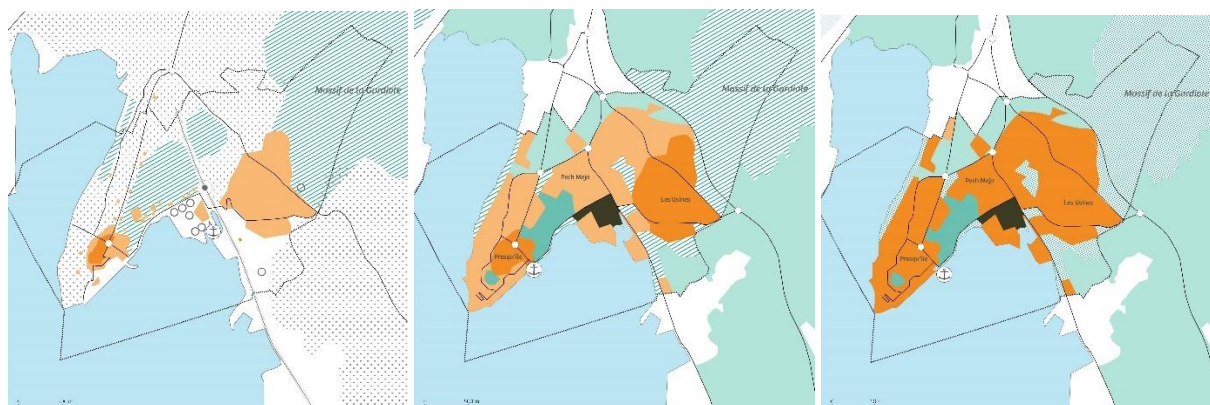 Massif de la Gardiole
Massif de la Gardiole
Pech Meja
Les Usines
Presqu'île
Massif de la Gardiole
Pech Meja
Les Usines
Presqu'île